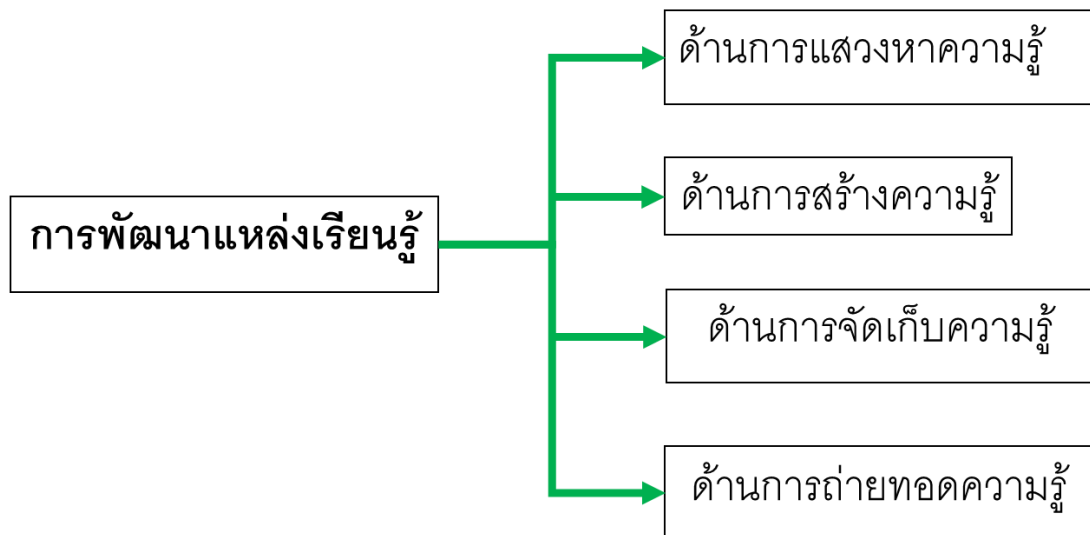 ด้านการแสวงหาความรู้
ด้านการสร้างความรู้
การพัฒนาแหล่งเรียนรู้
ด้านการจัดเก็บความรู้
ด้านการถ่ายทอดความรู้